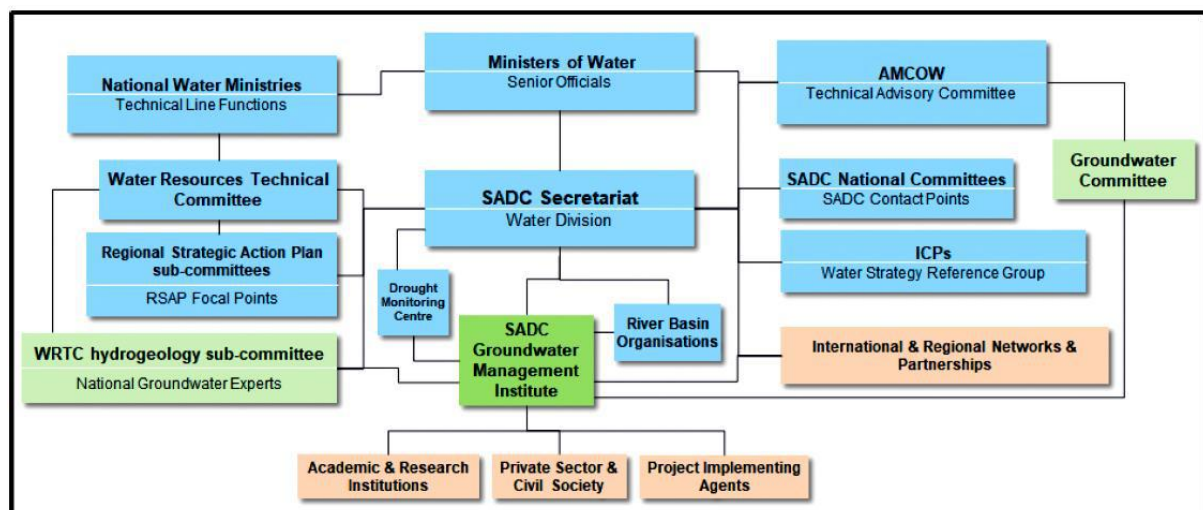 National Water Ministries
Technical Line Functions
Ministers of Water
Senior Officials
AMCOW
Technical Advisory Committee
Groundwater
Committee
Water Resources Technical
Committee
SADC Secretariat
Water Division
SADC National Committees
SADC Contact Points
Regional Strategic Action Plan
sub-committees
RSAP Focal Points
ICPs
Water Strategy Reference Group
Drought
Monitoring
Centre
River Basin
Organisations
WRTC hydrogeology sub-committee
National Groundwater Experts
SADC
Groundwater
Management
Institute
International & Regional Networks &
Partnerships
Academic & Research
Institutions
Private Sector &
Civil Society
Project Implementing
Agents